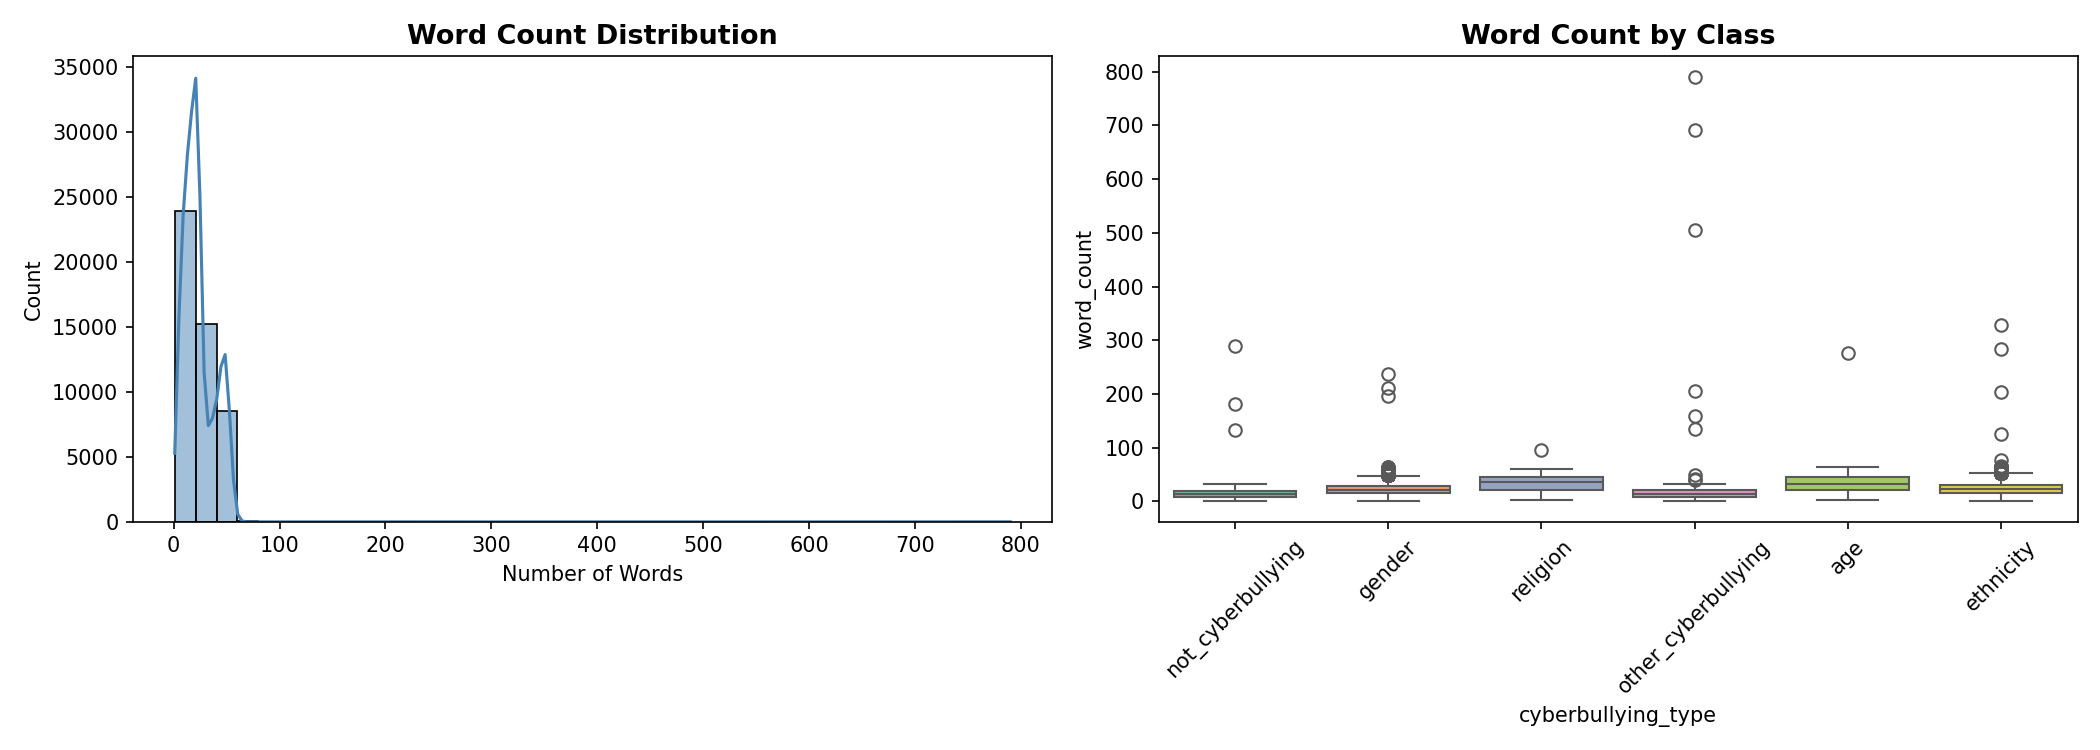 Word Count Distribution
Count
35000
30000
25000
20000
15000
10000
5000
0
0 100 200 300 400 500 600 700 800
Number of Words
Word Count by Class
word_count
800
700
600
500
400
300
200
100
0
not_cyberbullying gender religion other_cyberbullying age ethnicity
cyberbullying_type